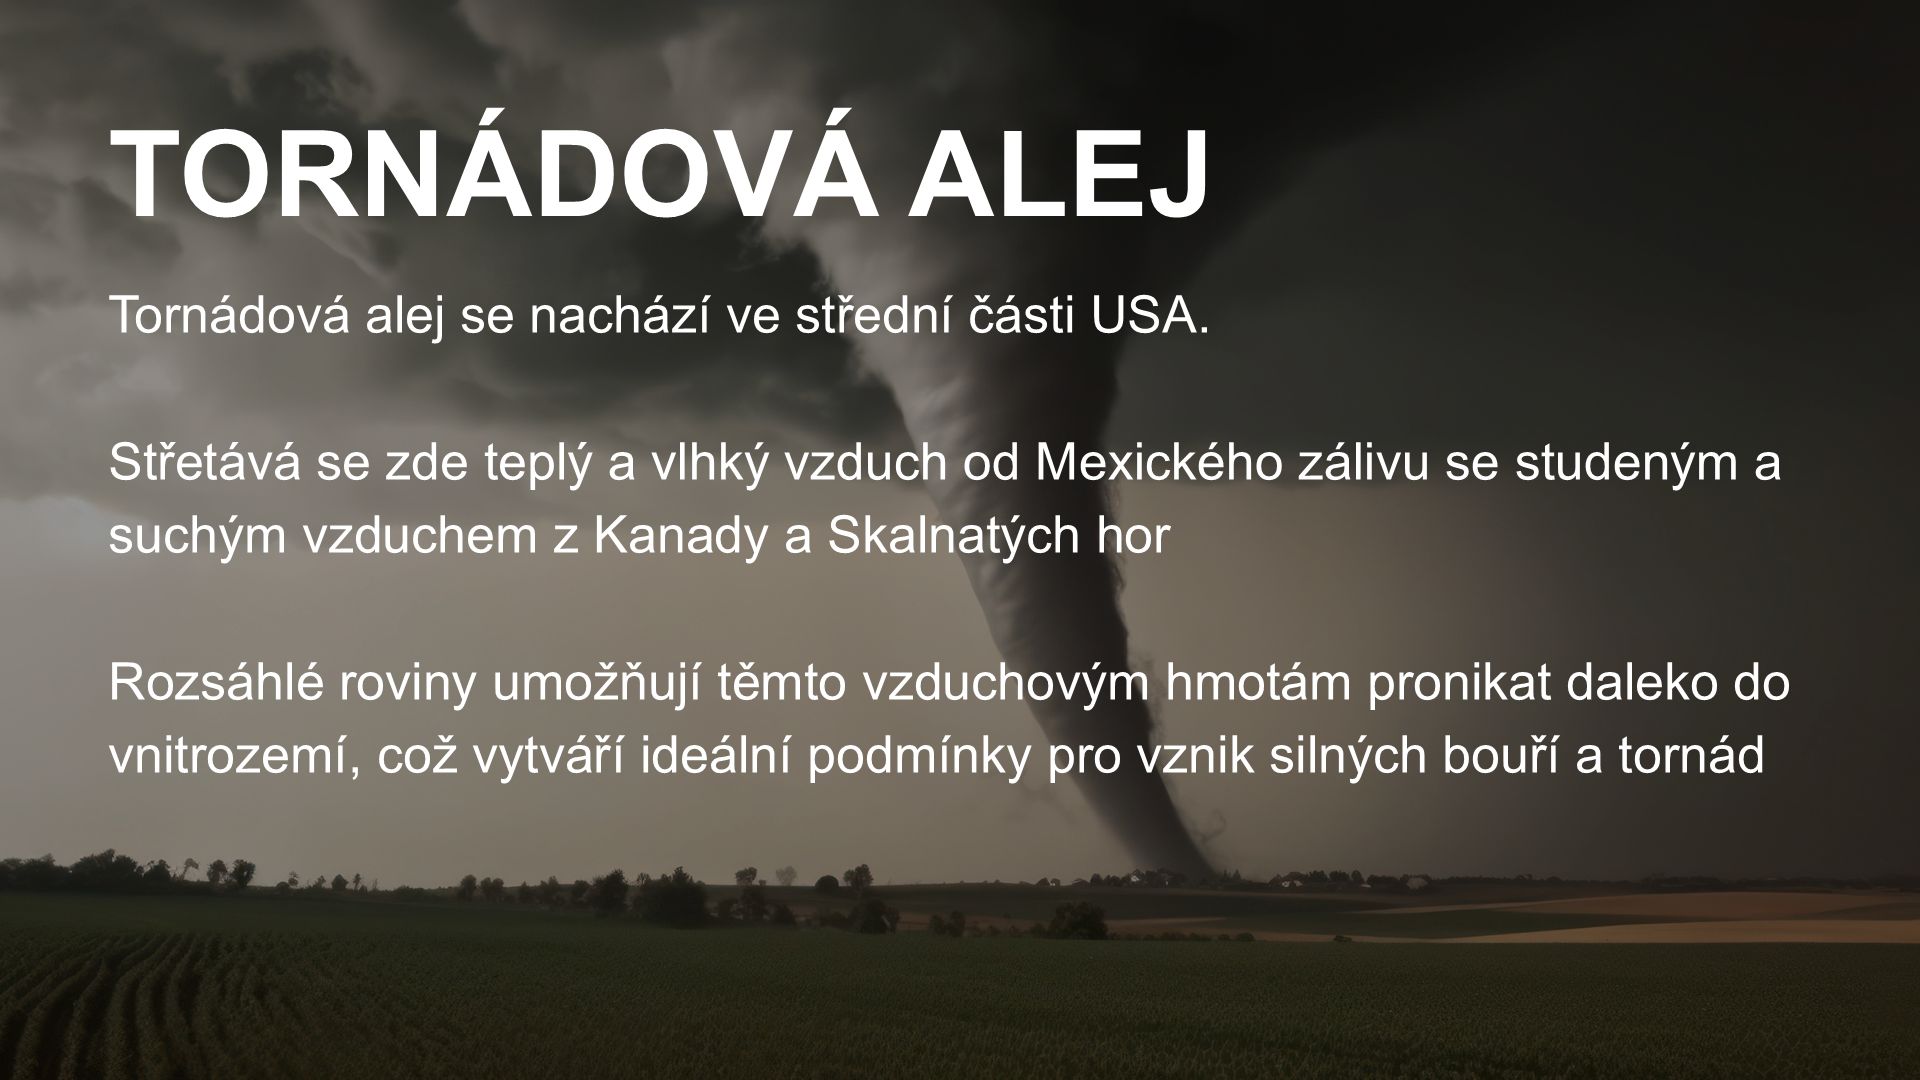 TORNÁDOVÁ ALEJ
Tornádová alej se nachází ve střední části USA.
Střetává se zde teplý a vlhký vzduch od Mexického zálivu se studeným a
suchým vzduchem z Kanady a Skalnatých hor
Rozsáhlé roviny umožňují těmto vzduchovým hmotám pronikat daleko do
vnitrozemí, což vytváří ideální podmínky pro vznik silných bouří a tornád